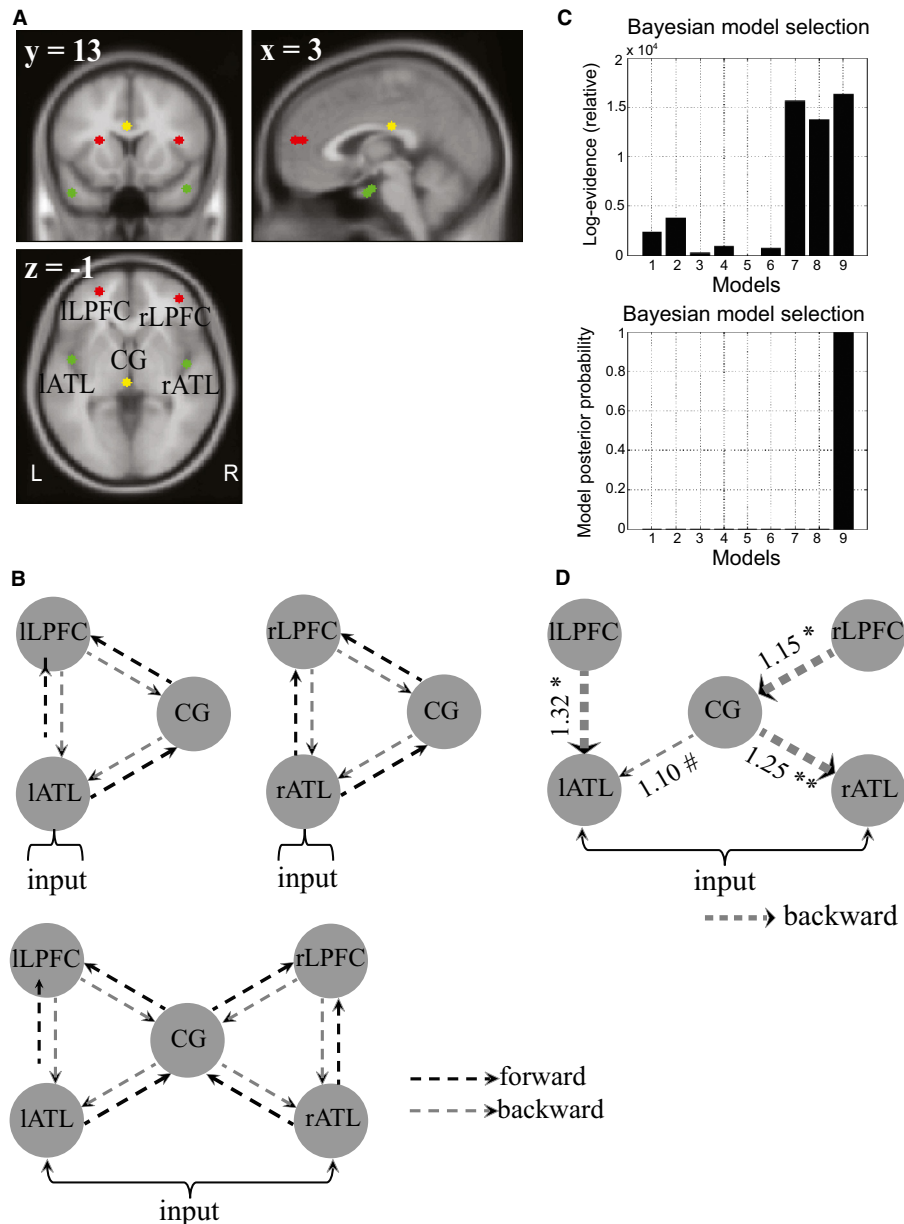 A
y = 13
x = 3
z = -1
lLPFC
rLPFC
CG
lATL
rATL
L
R
C
Bayesian model selection
x 10⁴
2
1.5
1
0.5
0
Log-evidence (relative)
1 2 3 4 5 6 7 8 9
Models
Bayesian model selection
1
0.8
0.6
0.4
0.2
0
Model posterior probability
1 2 3 4 5 6 7 8 9
Models
B
lLPFC
CG
lATL
input
rLPFC
CG
rATL
input
lLPFC
rLPFC
CG
lATL
rATL
input
forward
backward
D
lLPFC
rLPFC
1.32 *
1.15 *
CG
1.10 #
1.25 **
lATL
rATL
input
backward